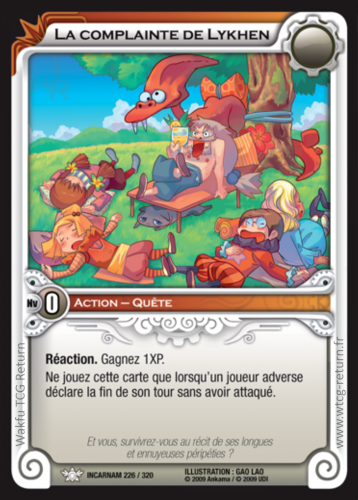 La complainte de Lykhen
Nv 0 Action – Quête
Réaction. Gagnez 1XP.
Ne jouez cette carte que lorsqu'un joueur adverse
déclare la fin de son tour sans avoir attaqué.
Et vous, survivrez-vous au récit de ses longues
et ennuyeuses péripéties ?
INCARNAM 226 / 320
ILLUSTRATION : GAO LAO
© 2009 Ankama / © 2009 UDI
Wakfu TCG Return
www.wtcg-return.fr